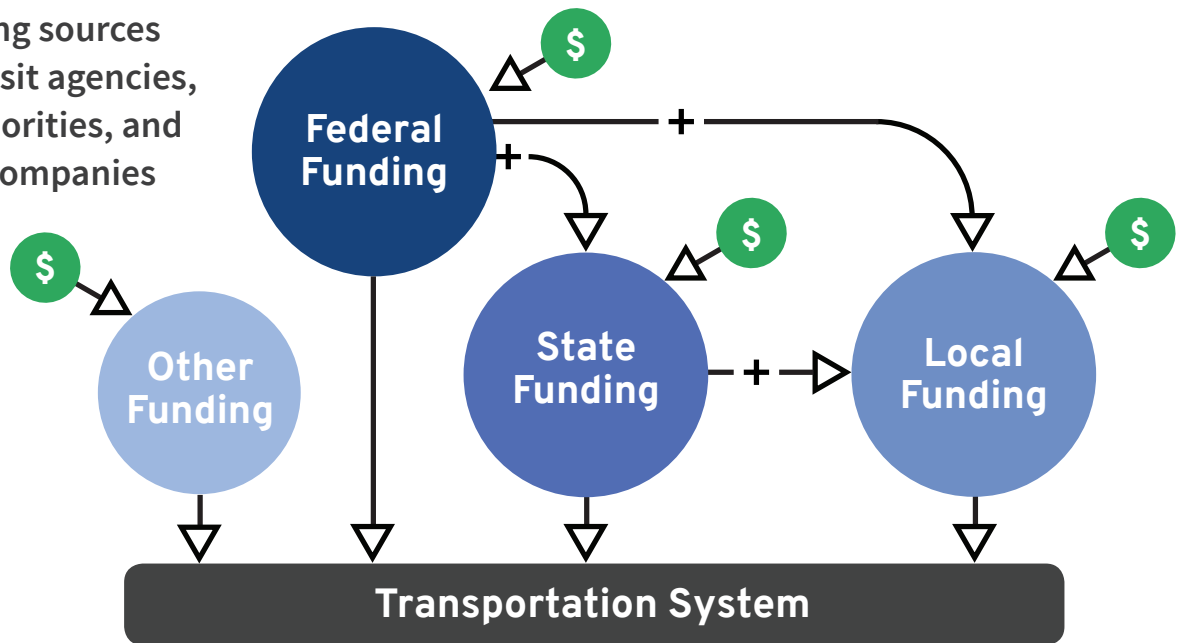 ng sources
sit agencies,
orities, and
ompanies
$
Federal
Funding
+
+
$
$
$
Other
Funding
State
Funding
+
Local
Funding
Transportation System